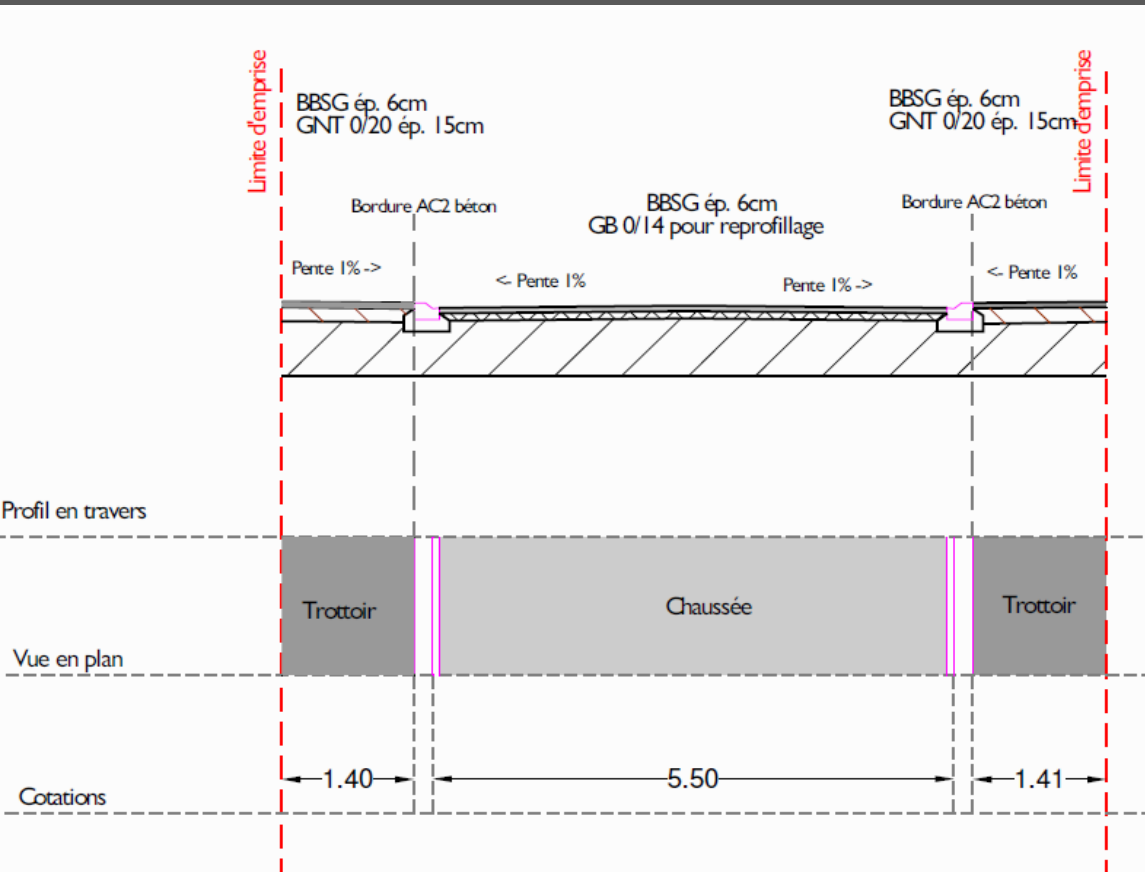 Limite d'emprise
BBSG ép. 6cm
GNT 0/20 ép. 15cm
BBSG ép. 6cm
GNT 0/20 ép. 15cm
Limite d'emprise
Bordure AC2 béton
BBSG ép. 6cm
GB 0/14 pour reprofillage
Bordure AC2 béton
Pente 1% ->
<- Pente 1%
Pente 1% ->
<- Pente 1%
Profil en travers
Trottoir
Chaussée
Trottoir
Vue en plan
1.40
5.50
1.41
Cotations